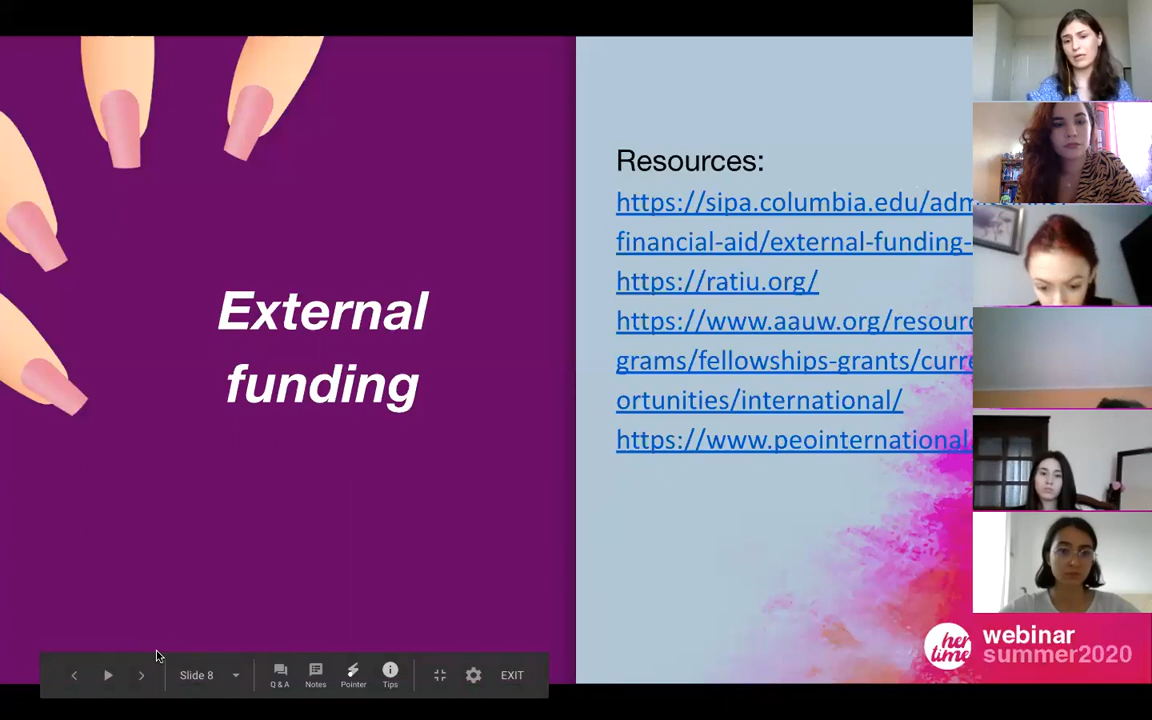 External
funding
Resources:
https://sipa.columbia.edu/adm
financial-aid/external-funding-
https://ratiu.org/
https://www.aauw.org/resourc
grams/fellowships-grants/curre
ortunities/international/
https://www.peointernational.
her
time
webinar
summer2020
Slide 8
Q & A
Notes
Pointer
Tips
EXIT